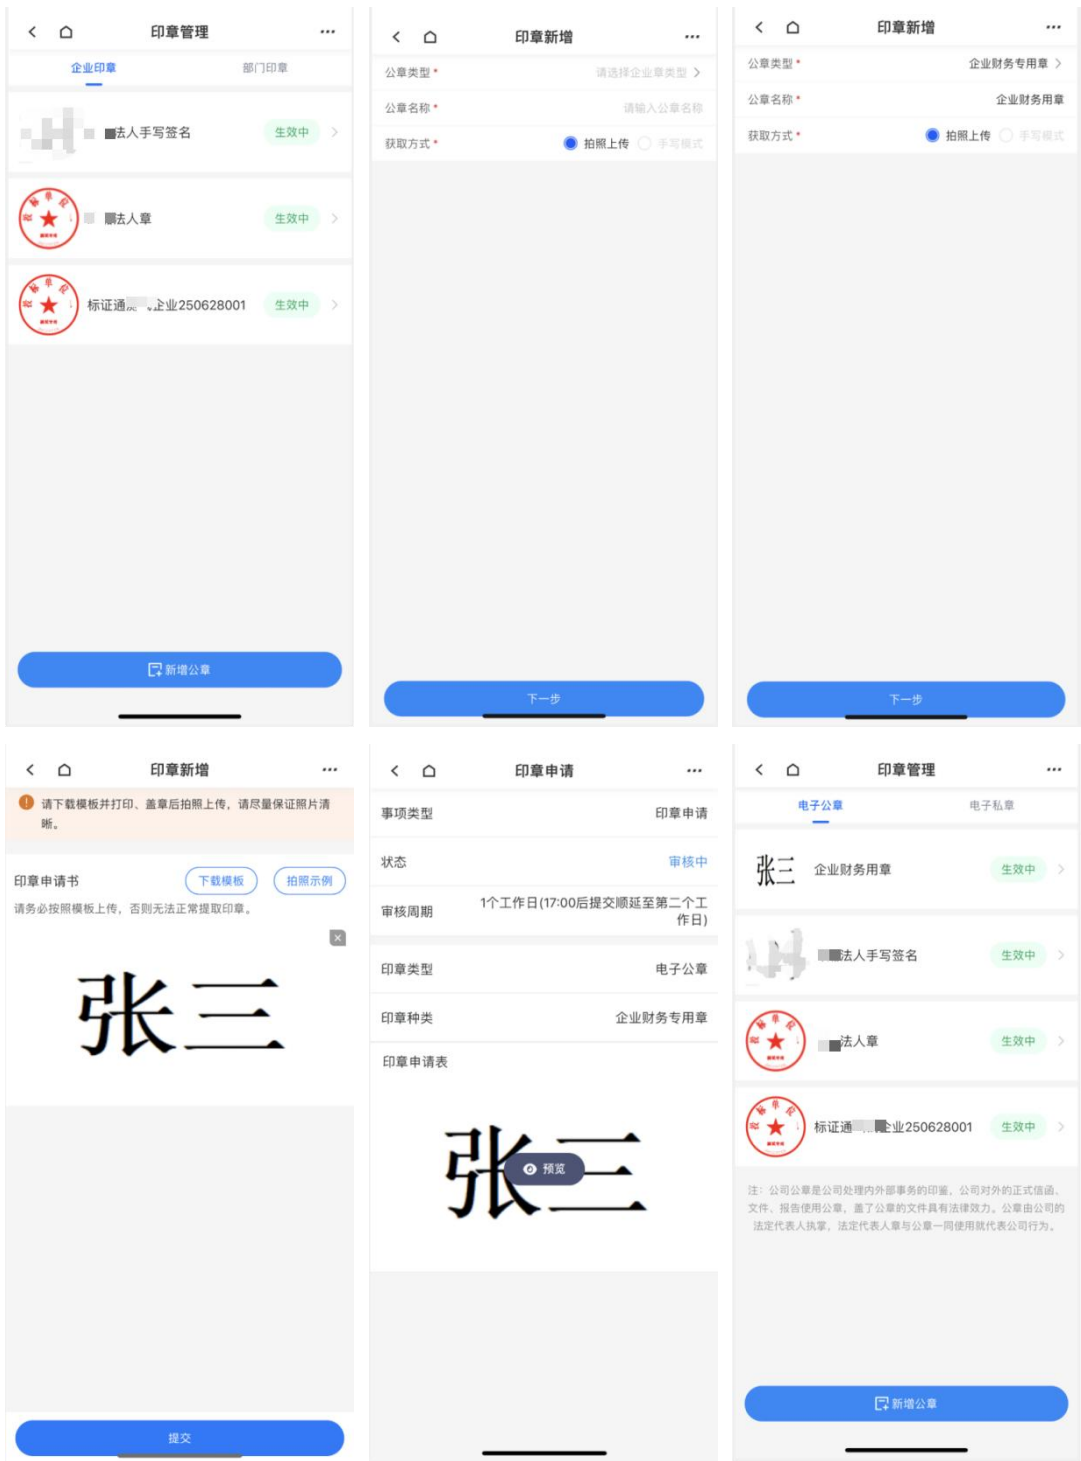 印章管理
企业印章
部门印章
法人手写签名
生效中
法人章
生效中
标证通
企业250628001
生效中
新增公章
印章新增
公章类型 *
请选择企业章类型
公章名称 *
请输入公章名称
获取方式 *
拍照上传
手写模式
下一步
印章新增
公章类型 *
企业财务专用章
公章名称 *
企业财务用章
获取方式 *
拍照上传
手写模式
下一步
印章新增
请下载模板并打印、盖章后拍照上传，请尽量保证照片清
晰。
印章申请书
下载模板
拍照示例
请务必按照模板上传，否则无法正常提取印章。
张三
提交
印章申请
事项类型
印章申请
状态
审核中
审核周期
1个工作日(17:00后提交顺延至第二个工
作日)
印章类型
电子公章
印章种类
企业财务专用章
印章申请表
张三
预览
印章管理
电子公章
电子私章
张三
企业财务用章
生效中
法人手写签名
生效中
法人章
生效中
标证通
企业250628001
生效中
注：公司公章是公司处理内外部事务的印鉴，公司对外的正式信函、
文件、报告使用公章，盖了公章的文件具有法律效力。公章由公司的
法定代表人执掌，法定代表人章与公章一同使用就代表公司行为。
新增公章